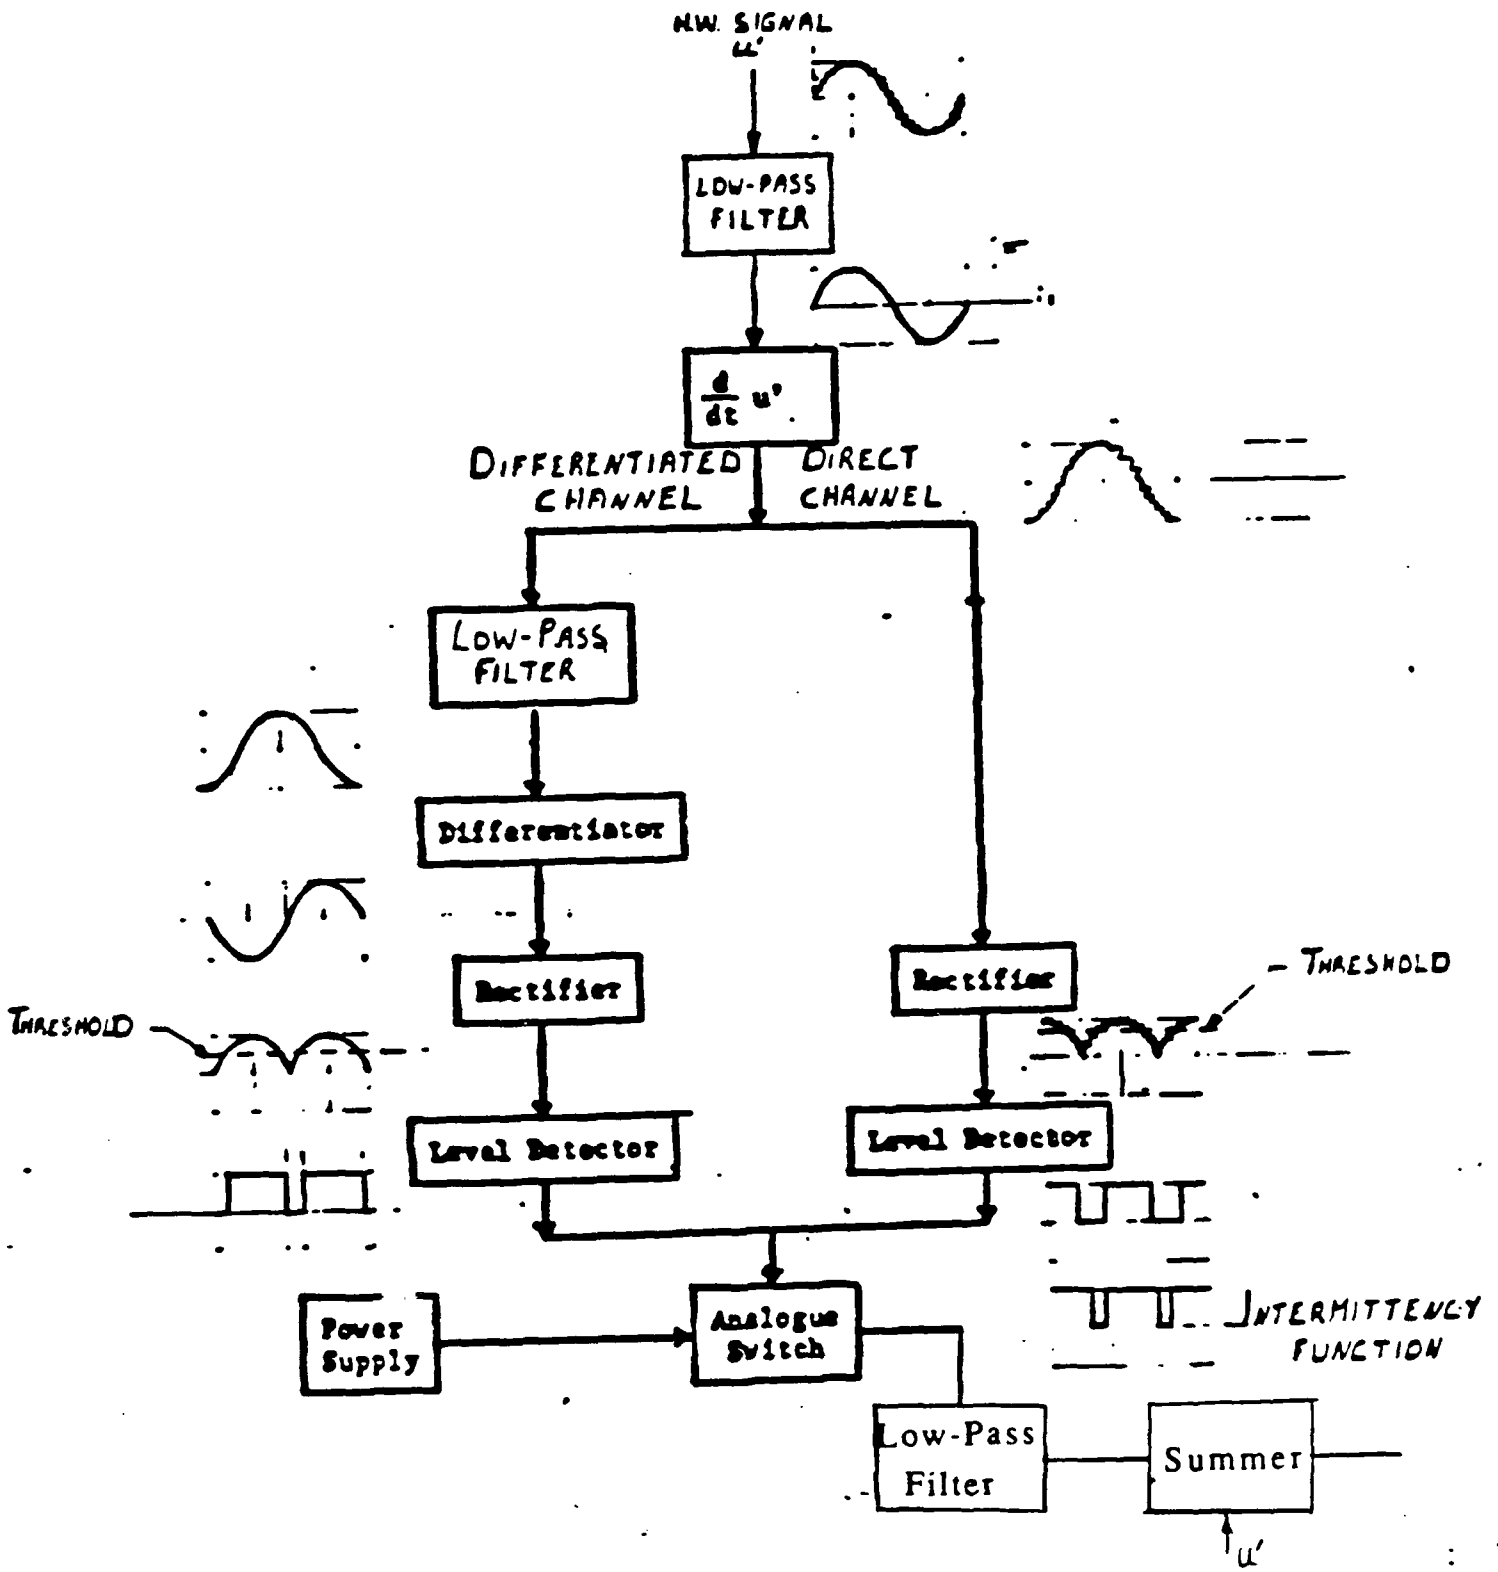 H.W. SIGNAL
u'
LOW-PASS
FILTER
d
dt u'
DIFFERENTIATED
CHANNEL
DIRECT
CHANNEL
LOW-PASS
FILTER
Differentiator
Rectifier
Rectifier
THRESHOLD
THRESHOLD
Level Detector
Level Detector
Power
Supply
Analogue
Switch
INTERMITTENCY
FUNCTION
Low-Pass
Filter
Summer
u'